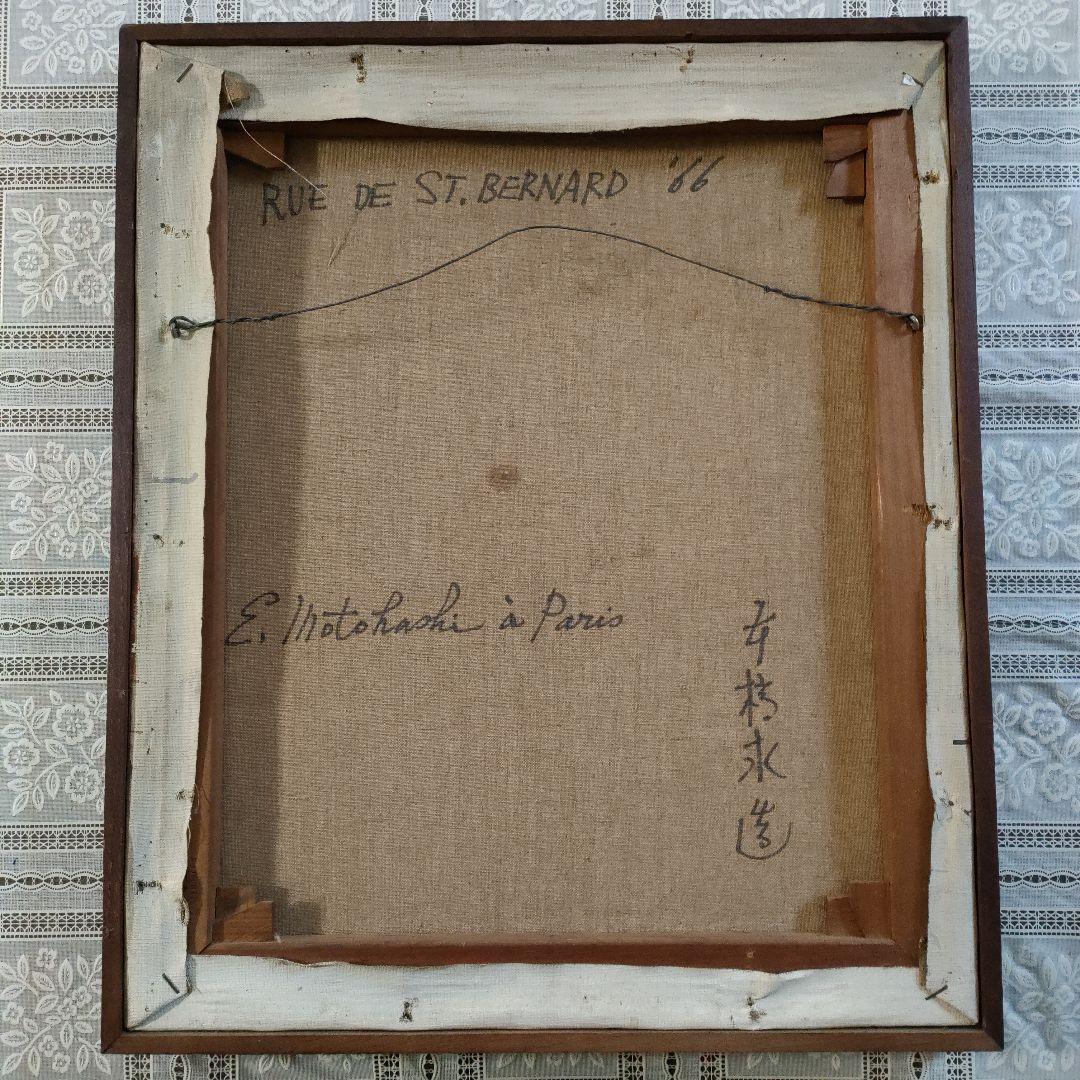 RUE DE ST. BERNARD '66
E. Motohashi à Paris
本橋永造